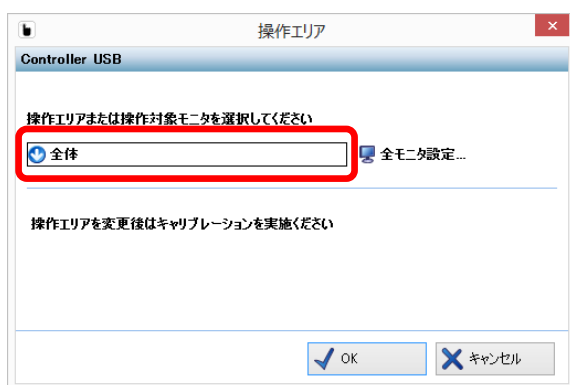 操作エリア
Controller USB
操作エリアまたは操作対象モニタを選択してください
全体
全モニタ設定...
操作エリアを変更後はキャリブレーションを実施ください
OK
キャンセル